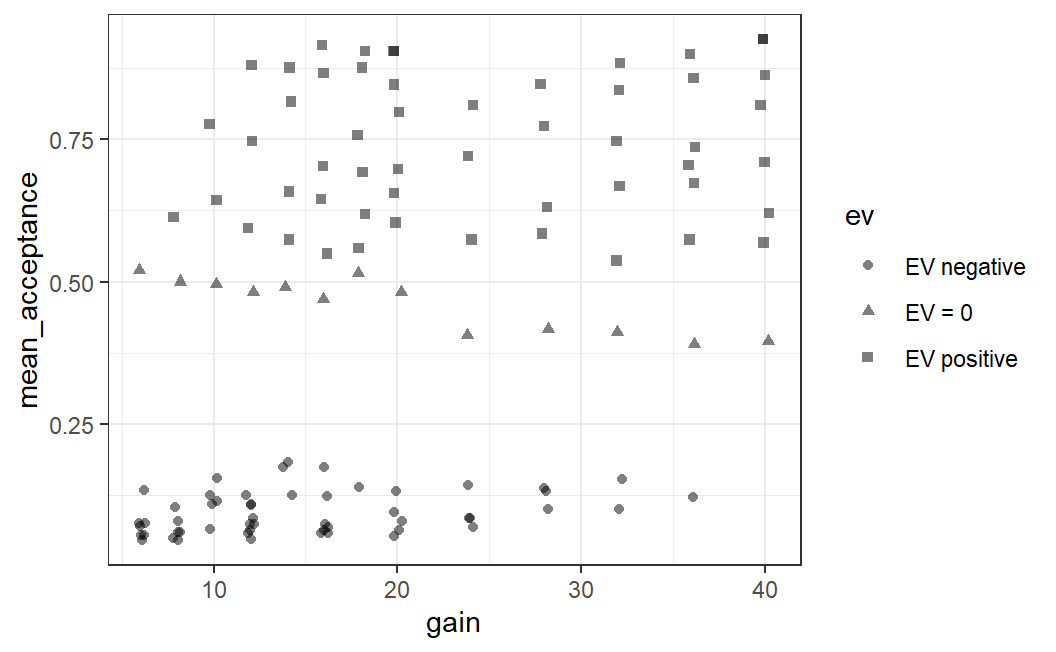 mean_acceptance
0.75
0.50
0.25
10 20 30 40
gain
ev
EV negative
EV = 0
EV positive